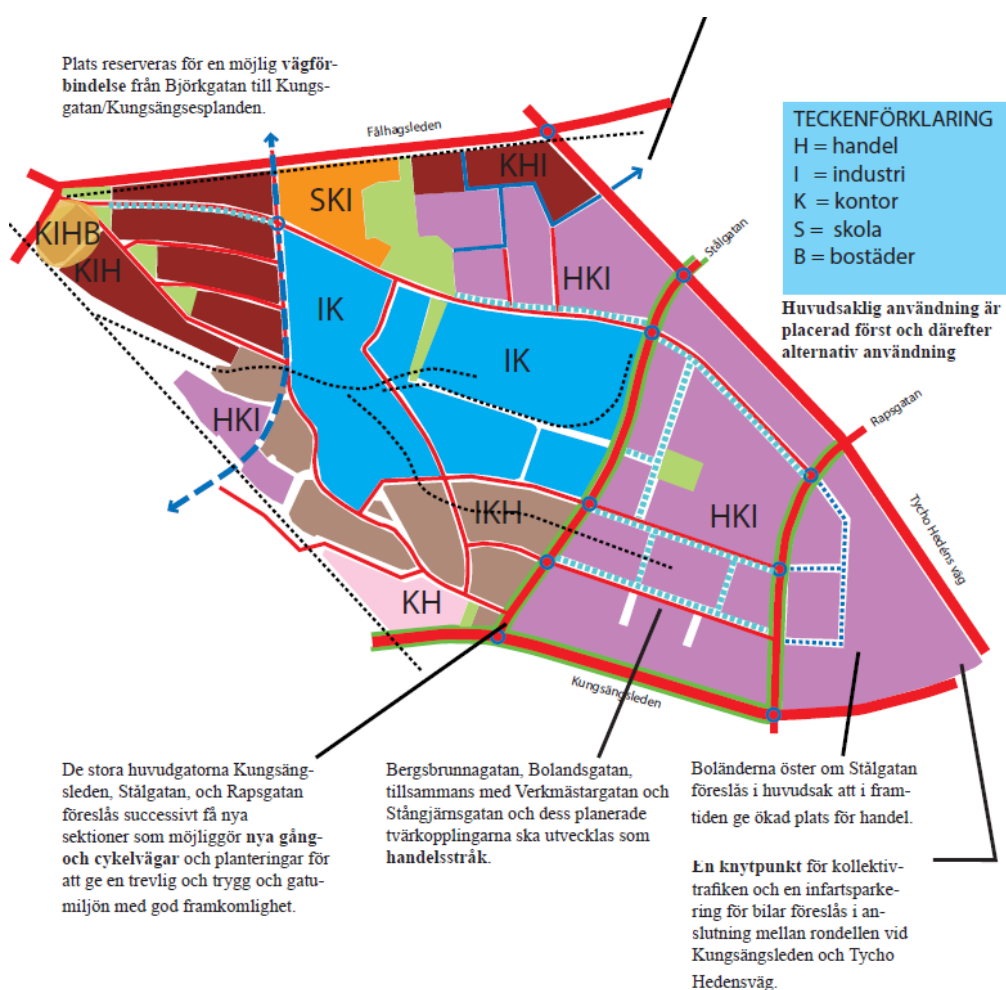 Plats reserveras för en möjlig vägför-
bindelse från Björkgatan till Kungs-
gatan/Kungsängsesplanden.
Fålhagsleden
TECKENFÖRKLARING
H = handel
I = industri
K = kontor
S = skola
B = bostäder
Huvudsaklig användning är
placerad först och därefter
alternativ användning
KHI
SKI
KIHB
KIH
HKI
Stålgatan
IK
IK
HKI
Rapsgatan
IKH
HKI
Tycho Hedéns väg
KH
Kungsängsleden
De stora huvudgatorna Kungsäng-
sleden, Stålgatan, och Rapsgatan
föreslås successivt få nya
sektioner som möjliggör nya gång-
och cykelvägar och planteringar för
att ge en trevlig och trygg och gatu-
miljön med god framkomlighet.
Bergsbrunnagatan, Bolandsgatan,
tillsammans med Verkmästargatan och
Stångjärnsgatan och dess planerade
tvärkopplingarna ska utvecklas som
handelsstråk.
Boländerna öster om Stålgatan
föreslås i huvudsak att i fram-
tiden ge ökad plats för handel.
En knytpunkt för kollektiv-
trafiken och en infartsparke-
ring för bilar föreslås i an-
slutning mellan rondellen vid
Kungsängsleden och Tycho
Hedensväg.